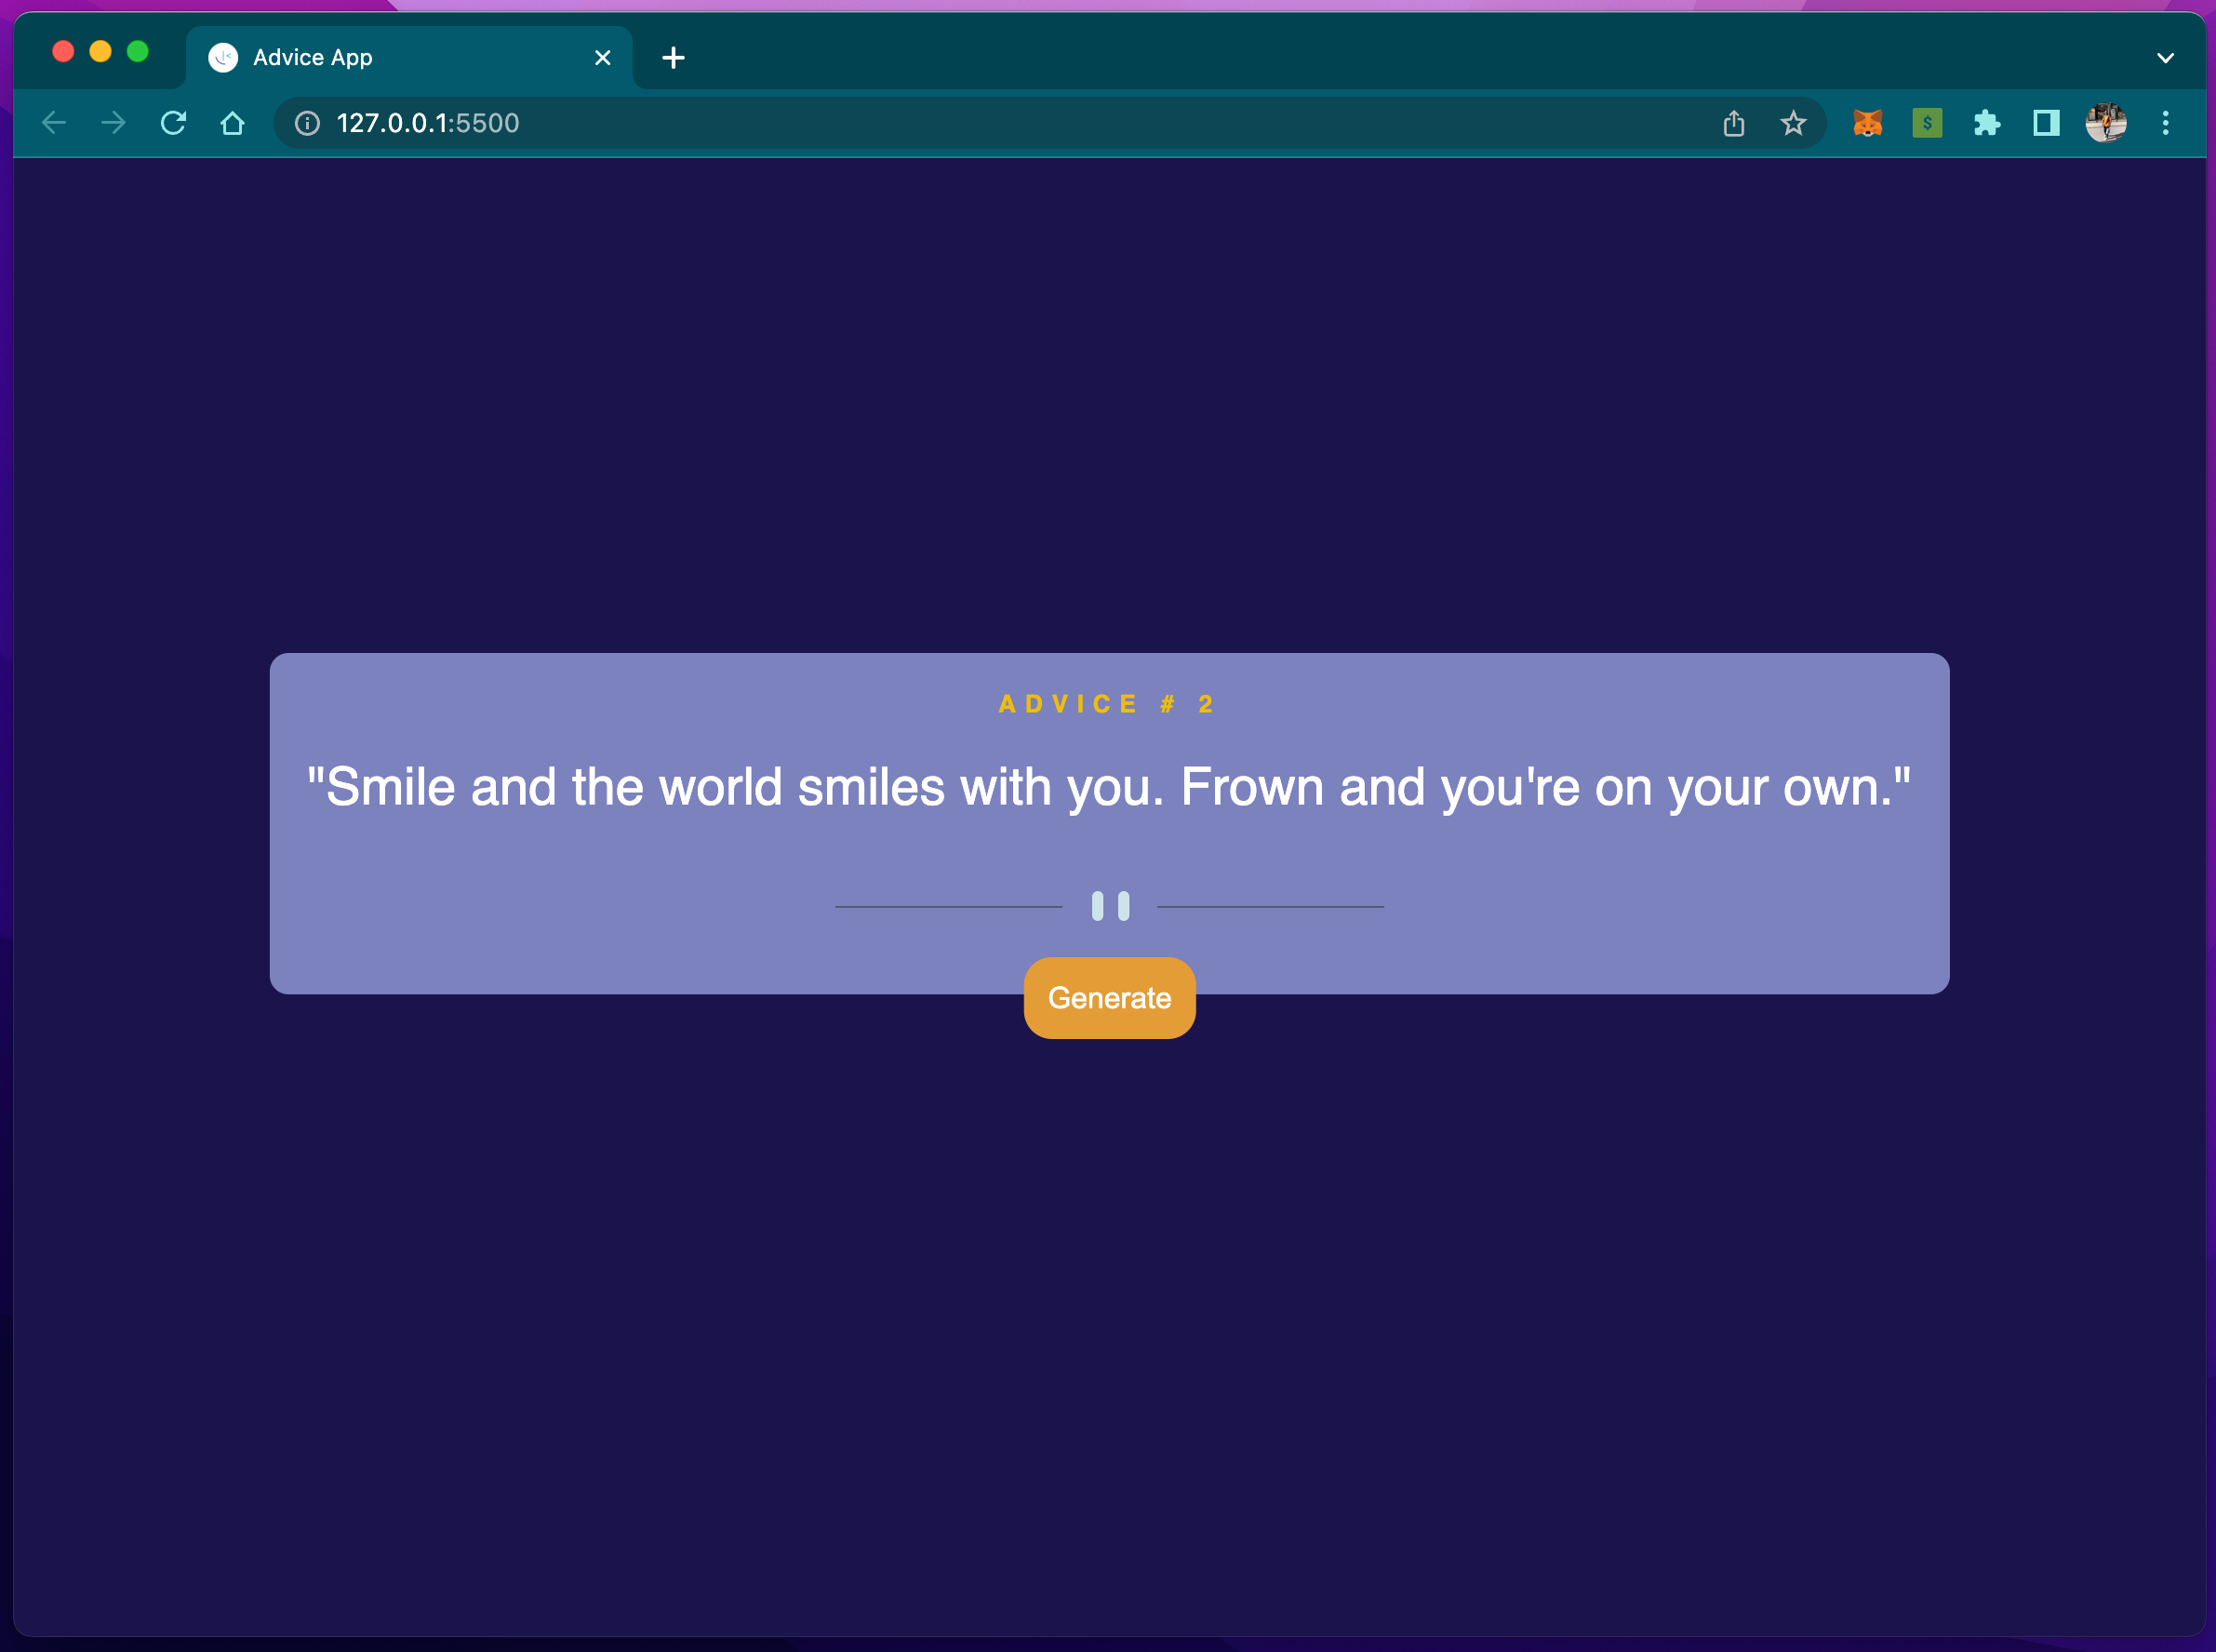 Advice App
127.0.0.1:5500
$
ADVICE # 2
"Smile and the world smiles with you. Frown and you're on your own."
Generate